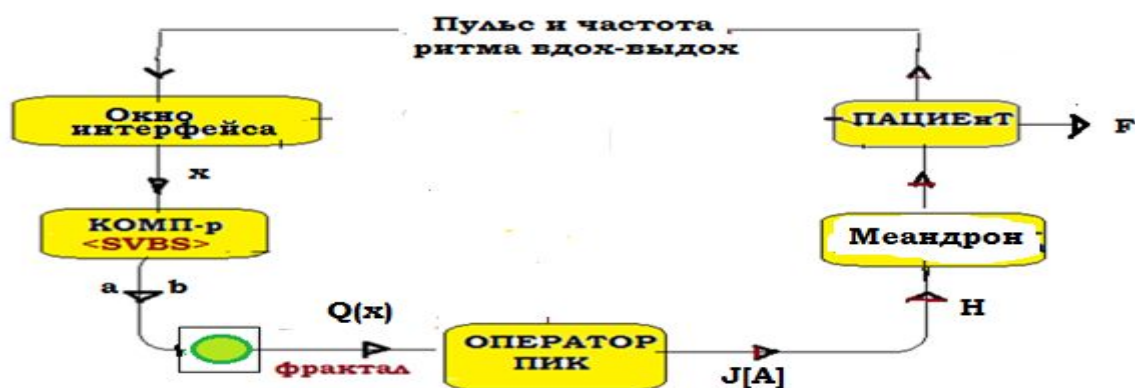 Пульс и частота
ритма вдох-выдох
Окно
интерфейса
ПАЦИЕнТ
F
x
КОМП-р
<SVBS>
Меандрон
a b
H
Q(x)
фрактал
ОПЕРАТОР
ПИК
J[A]